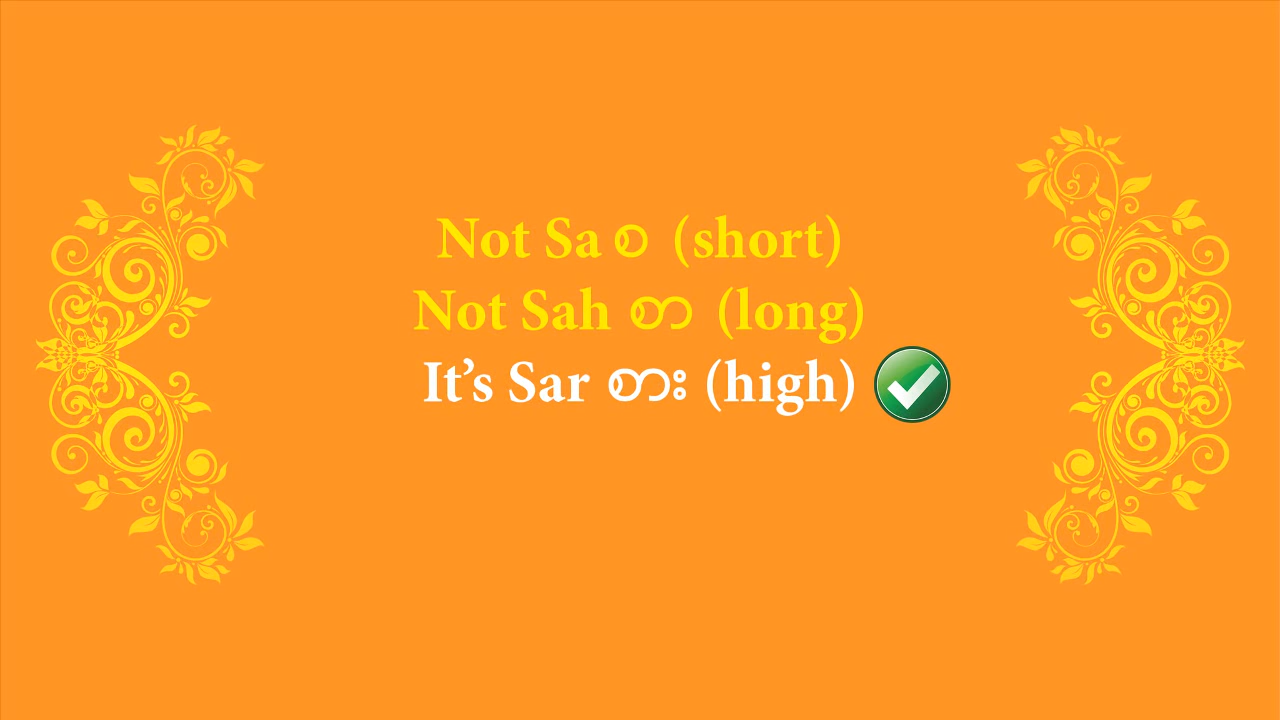 Not Sa စ (short)
Not Sah စာ (long)
It’s Sar စား (high)